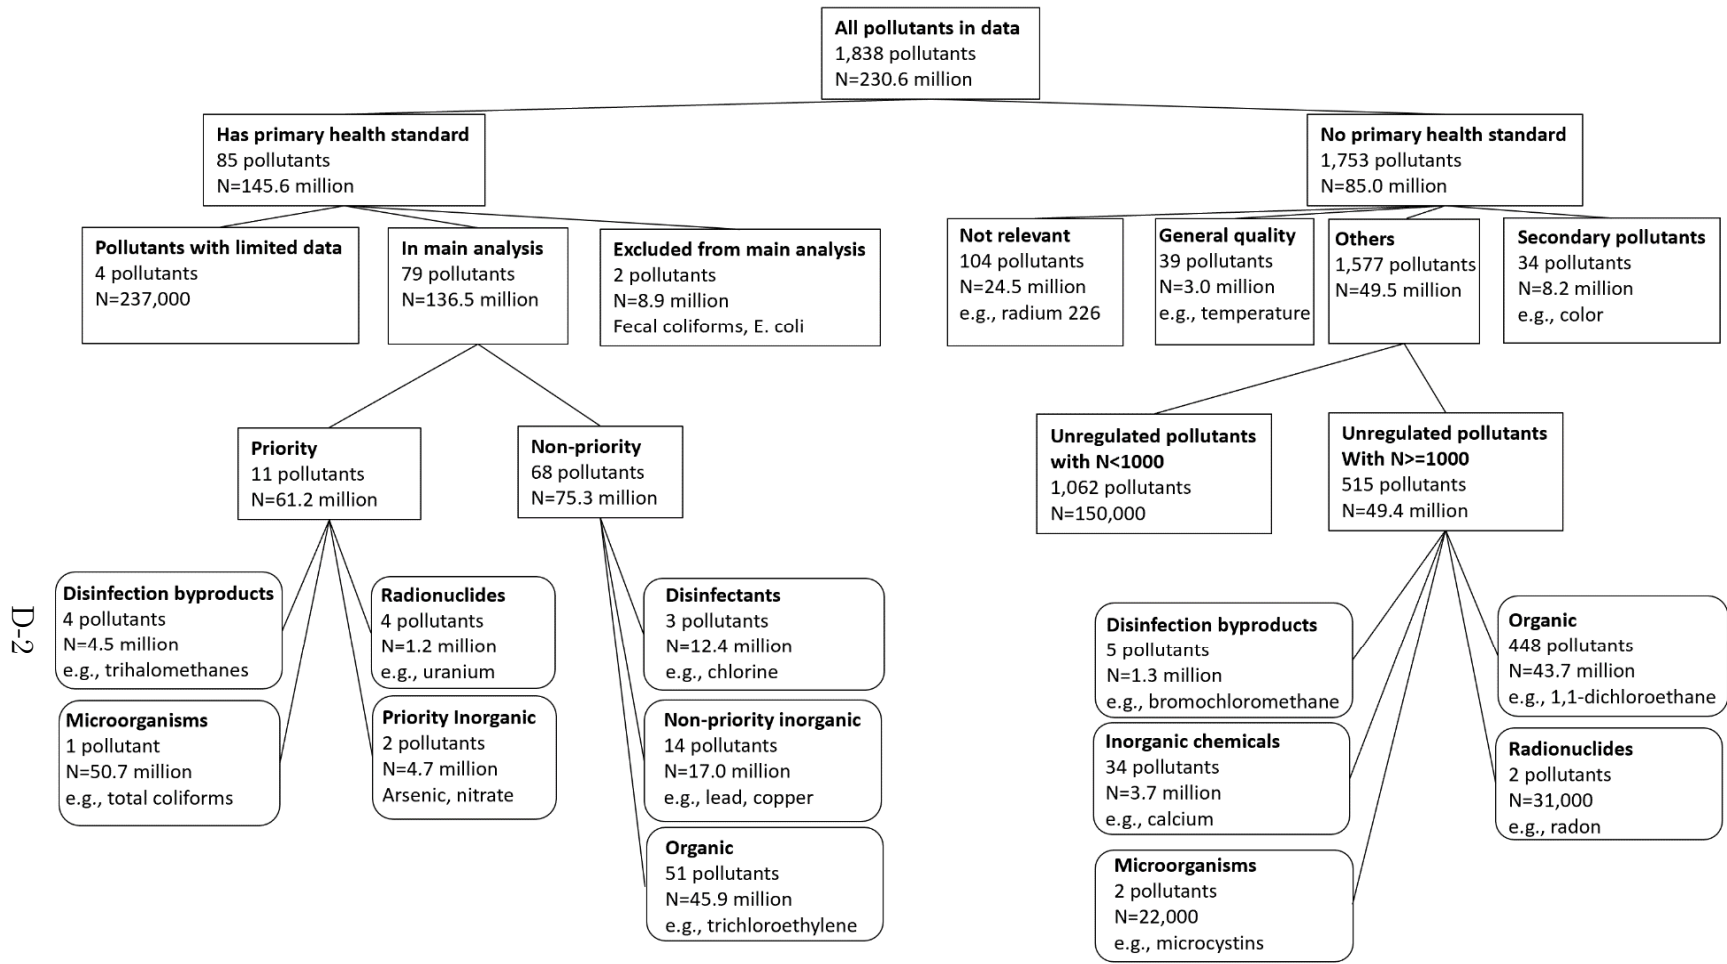 All pollutants in data
1,838 pollutants
N=230.6 million
Has primary health standard
85 pollutants
N=145.6 million
No primary health standard
1,753 pollutants
N=85.0 million
Pollutants with limited data
4 pollutants
N=237,000
In main analysis
79 pollutants
N=136.5 million
Excluded from main analysis
2 pollutants
N=8.9 million
Fecal coliforms, E. coli
Not relevant
104 pollutants
N=24.5 million
e.g., radium 226
General quality
39 pollutants
N=3.0 million
e.g., temperature
Others
1,577 pollutants
N=49.5 million
Secondary pollutants
34 pollutants
N=8.2 million
e.g., color
Priority
11 pollutants
N=61.2 million
Non-priority
68 pollutants
N=75.3 million
Unregulated pollutants
with N<1000
1,062 pollutants
N=150,000
Unregulated pollutants
With N>=1000
515 pollutants
N=49.4 million
Disinfection byproducts
4 pollutants
N=4.5 million
e.g., trihalomethanes
Radionuclides
4 pollutants
N=1.2 million
e.g., uranium
Microorganisms
1 pollutant
N=50.7 million
e.g., total coliforms
Priority Inorganic
2 pollutants
N=4.7 million
Arsenic, nitrate
Disinfectants
3 pollutants
N=12.4 million
e.g., chlorine
Non-priority inorganic
14 pollutants
N=17.0 million
e.g., lead, copper
Organic
51 pollutants
N=45.9 million
e.g., trichloroethylene
Disinfection byproducts
5 pollutants
N=1.3 million
e.g., bromochloromethane
Inorganic chemicals
34 pollutants
N=3.7 million
e.g., calcium
Microorganisms
2 pollutants
N=22,000
e.g., microcystins
Organic
448 pollutants
N=43.7 million
e.g., 1,1-dichloroethane
Radionuclides
2 pollutants
N=31,000
e.g., radon
D-2